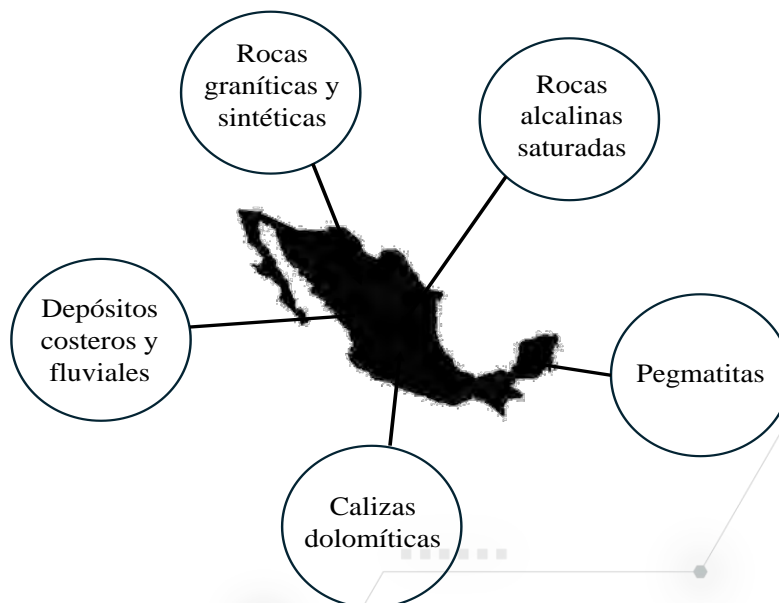 Rocas
graníticas y
sintéticas
Rocas
alcalinas
saturadas
Depósitos
costeros y
fluviales
Pegmatitas
Calizas
dolomíticas